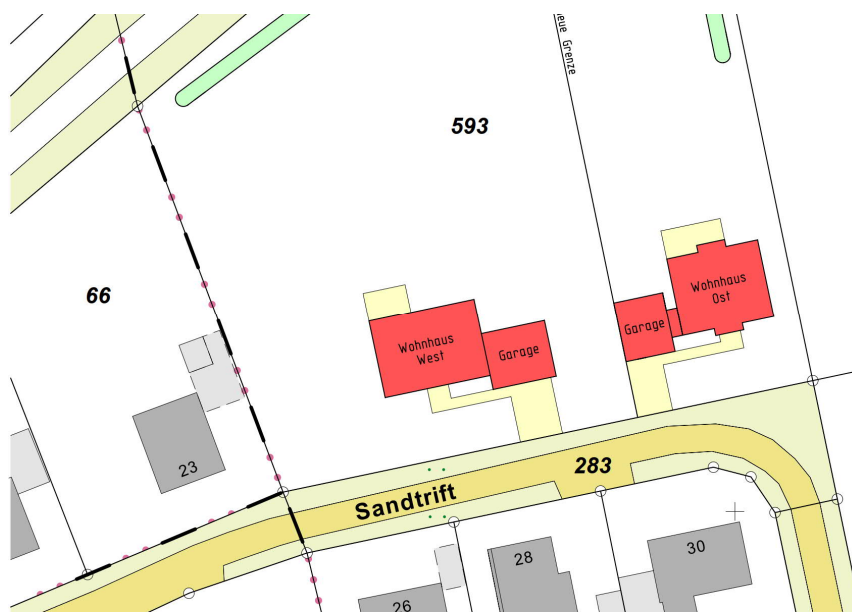 eue Grenze
593
66
Wohnhaus
Ost
Garage
Wohnhaus
West
Garage
23
283
Sandtrift
28
30
26